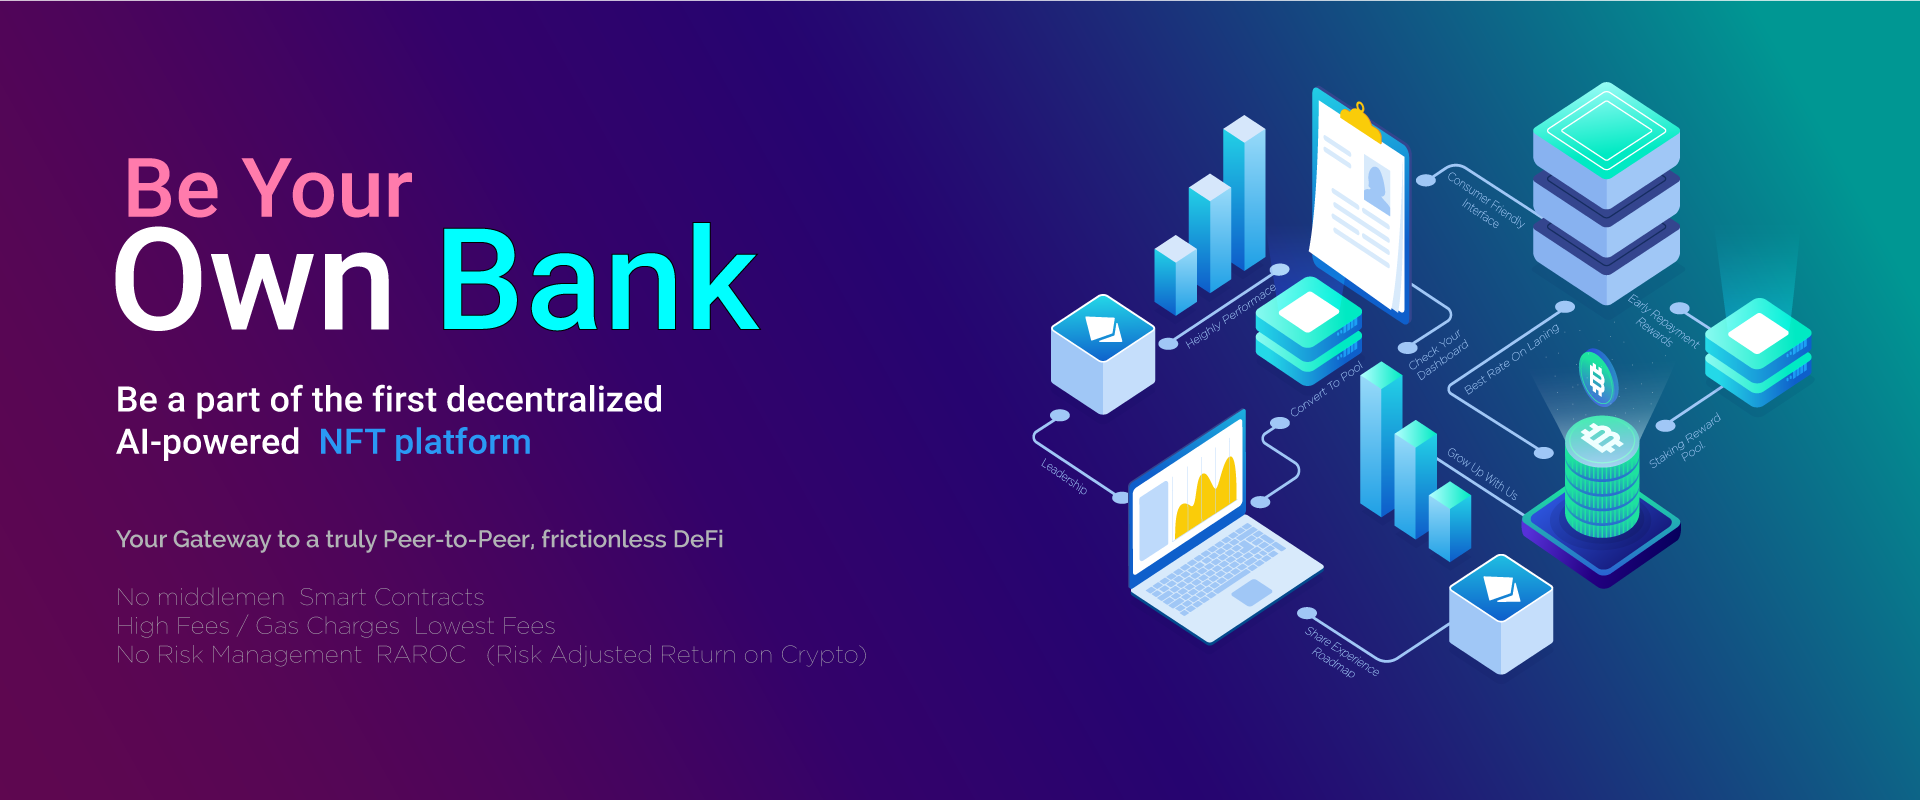 Be Your
Own Bank
Be a part of the first decentralized
AI-powered NFT platform
Your Gateway to a truly Peer-to-Peer, frictionless DeFi
No middlemen Smart Contracts
High Fees / Gas Charges Lowest Fees
No Risk Management RAROC (Risk Adjusted Return on Crypto)
Consumer Friendly
Interface
Heighly Performace
Check Your
Dashboard
Early Repayment
Rewards
Best Rate On Laning
Convert To Pool
Staking Reward
Pool.
Grow Up With Us
Leadership
Share Experience
Roadmap